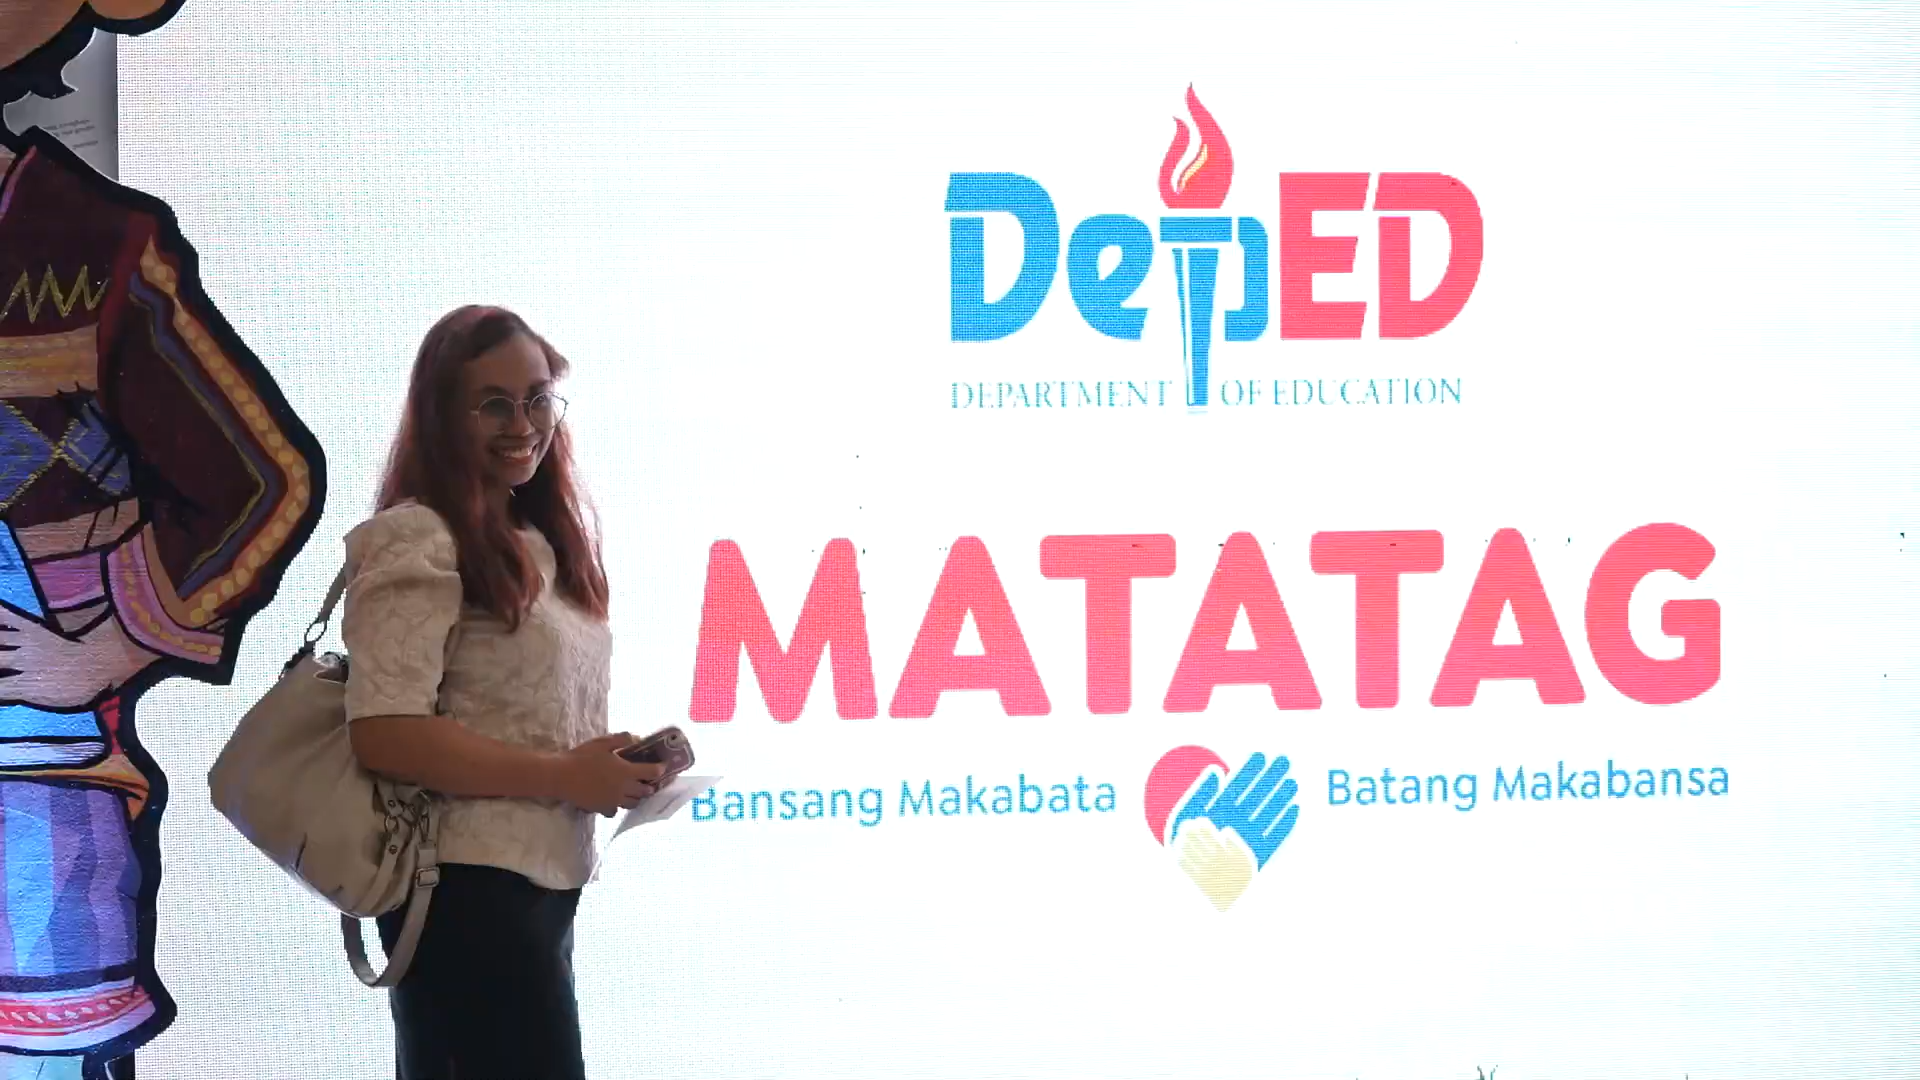 DepED
DEPARTMENT OF EDUCATION
MATATAG
Bansang Makabata Batang Makabansa